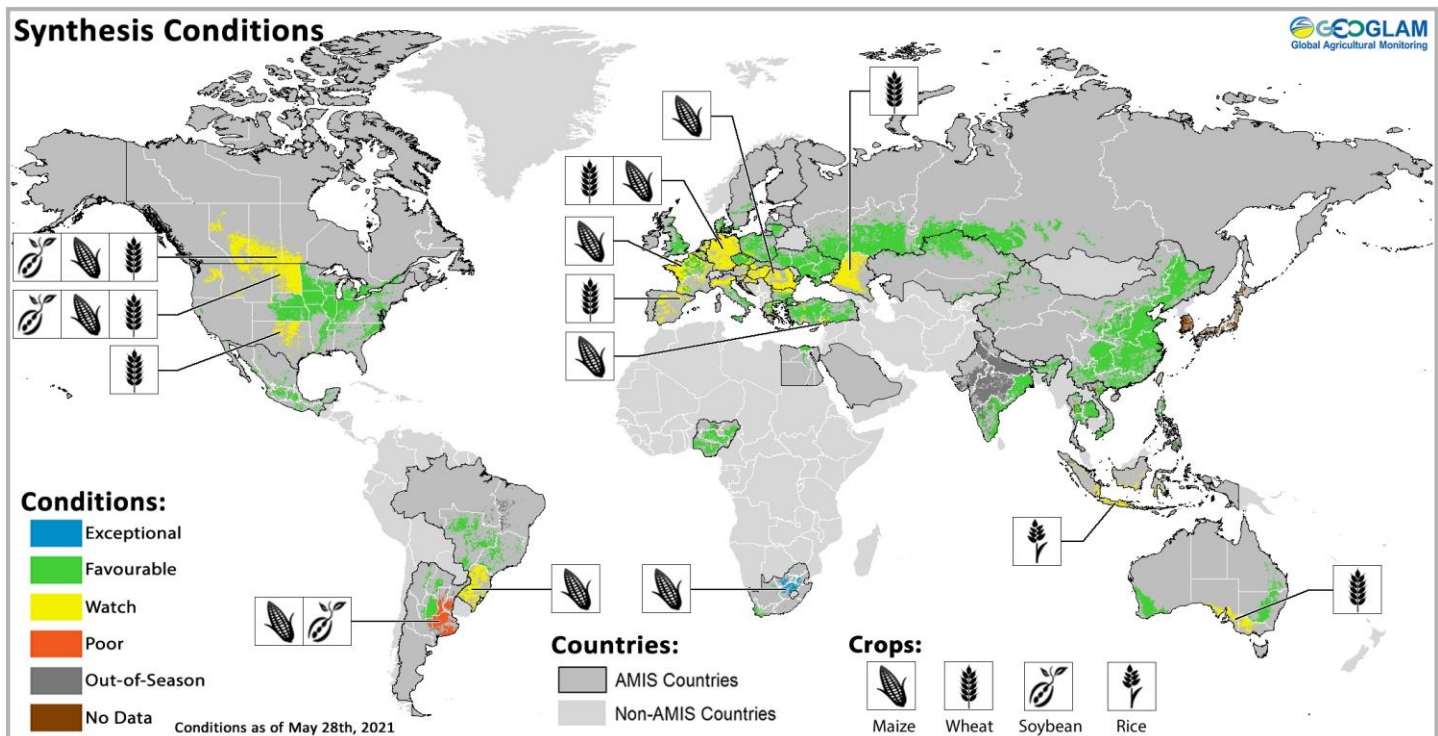 Synthesis Conditions
GEOGLAM
Global Agricultural Monitoring
Conditions:
Exceptional
Favourable
Watch
Poor
Out-of-Season
No Data
Conditions as of May 28th, 2021
Countries:
AMIS Countries
Non-AMIS Countries
Crops:
Maize
Wheat
Soybean
Rice